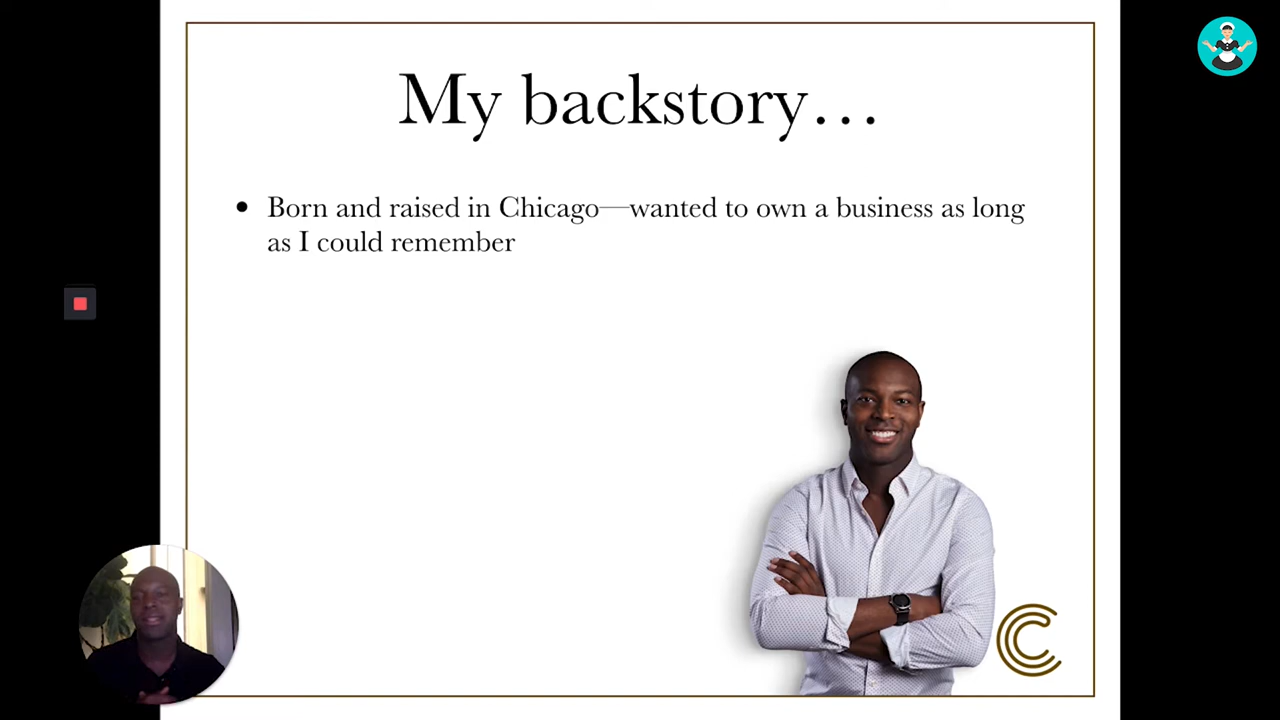 My backstory…
• Born and raised in Chicago—wanted to own a business as long
as I could remember